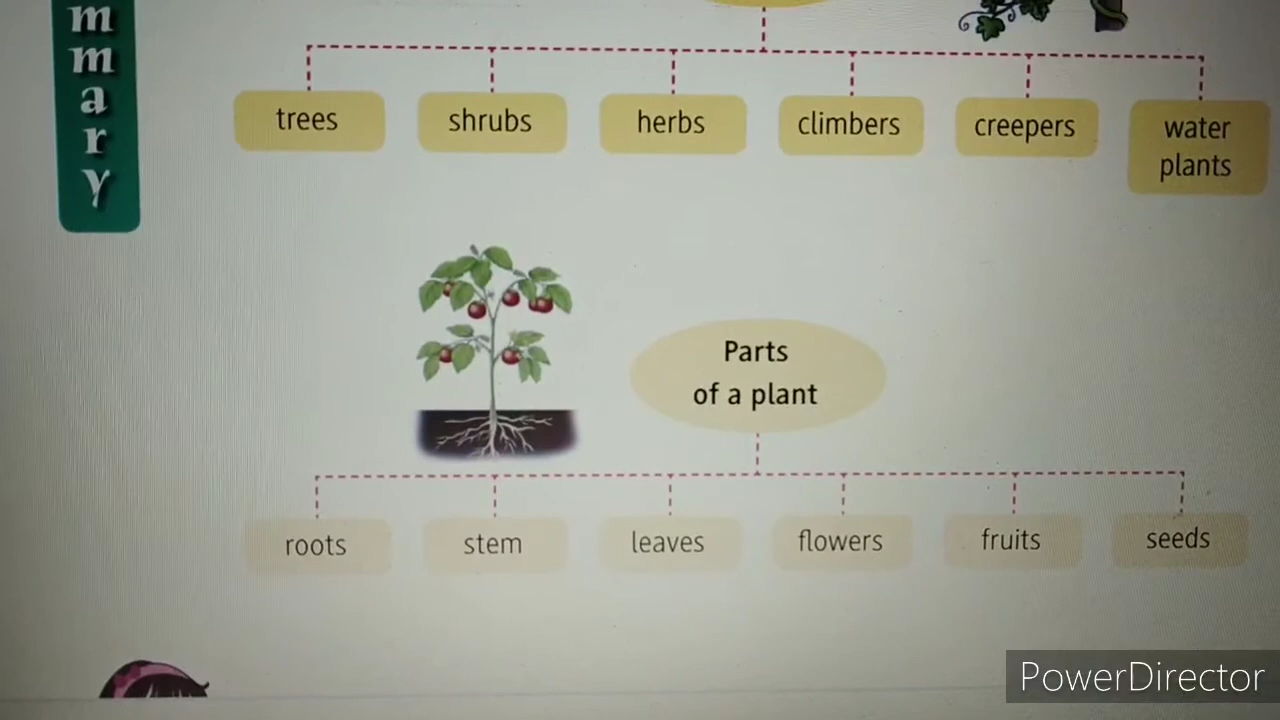 mmary
trees
shrubs
herbs
climbers
creepers
water
plants
Parts
of a plant
roots
stem
leaves
flowers
fruits
seeds
PowerDirector